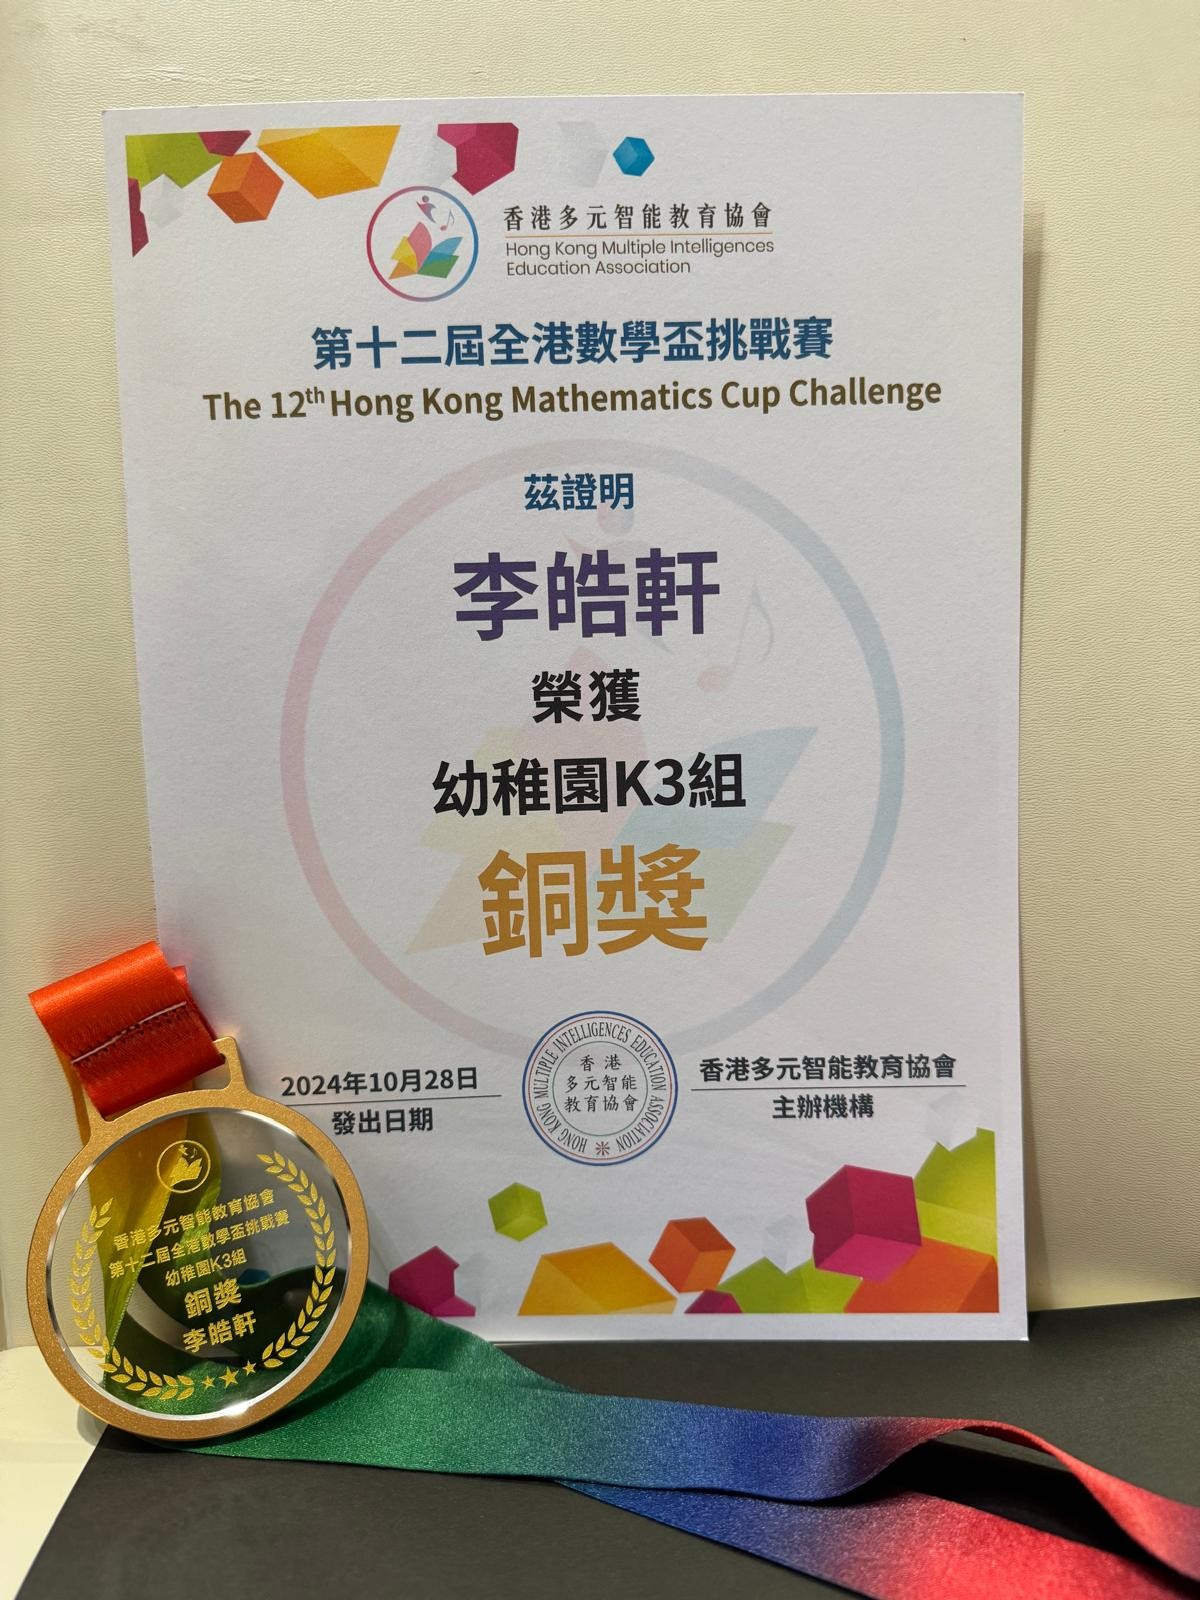 香港多元智能教育協會
Hong Kong Multiple Intelligences
Education Association
第十二屆全港數學盃挑戰賽
The 12th Hong Kong Mathematics Cup Challenge
茲證明
李皓軒
榮獲
幼稚園K3組
銅獎
2024年10月28日
發出日期
HONG KONG MULTIPLE INTELLIGENCES EDUCATION ASSOCIATION
香港
多元智能
教育協會
香港多元智能教育協會
主辦機構
香港多元智能教育協會
第十二屆全港數學盃挑戰賽
幼稚園K3組
銅獎
李皓軒